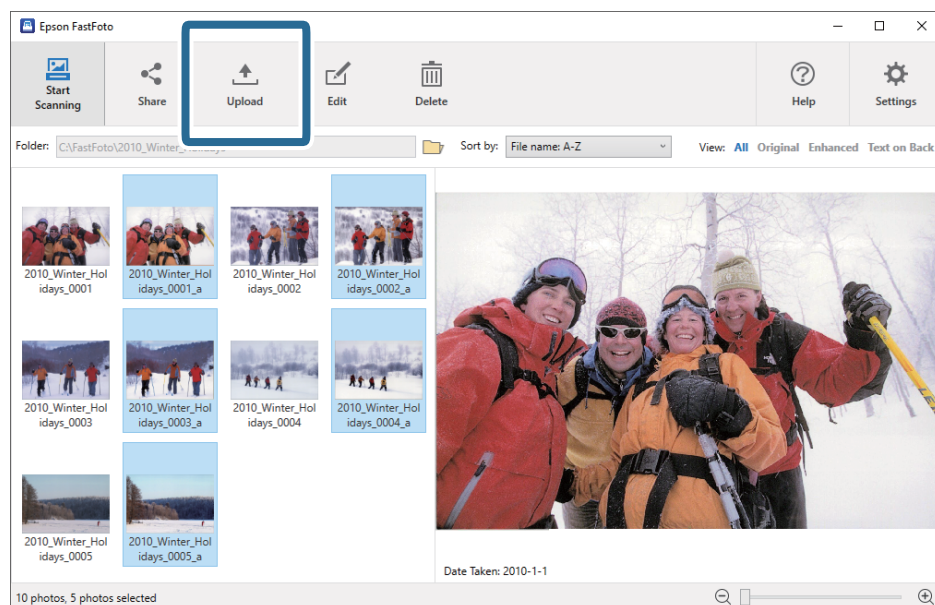 Epson FastFoto
Start
Scanning
Share
Upload
Edit
Delete
Help
Settings
Folder: C:\FastFoto\2010_Winter_Holidays
Sort by: File name: A-Z
View: All Original Enhanced Text on Back
2010_Winter_Hol
idays_0001
2010_Winter_Hol
idays_0001_a
2010_Winter_Hol
idays_0002
2010_Winter_Hol
idays_0002_a
2010_Winter_Hol
idays_0003
2010_Winter_Hol
idays_0003_a
2010_Winter_Hol
idays_0004
2010_Winter_Hol
idays_0004_a
2010_Winter_Hol
idays_0005
2010_Winter_Hol
idays_0005_a
Date Taken: 2010-1-1
10 photos, 5 photos selected